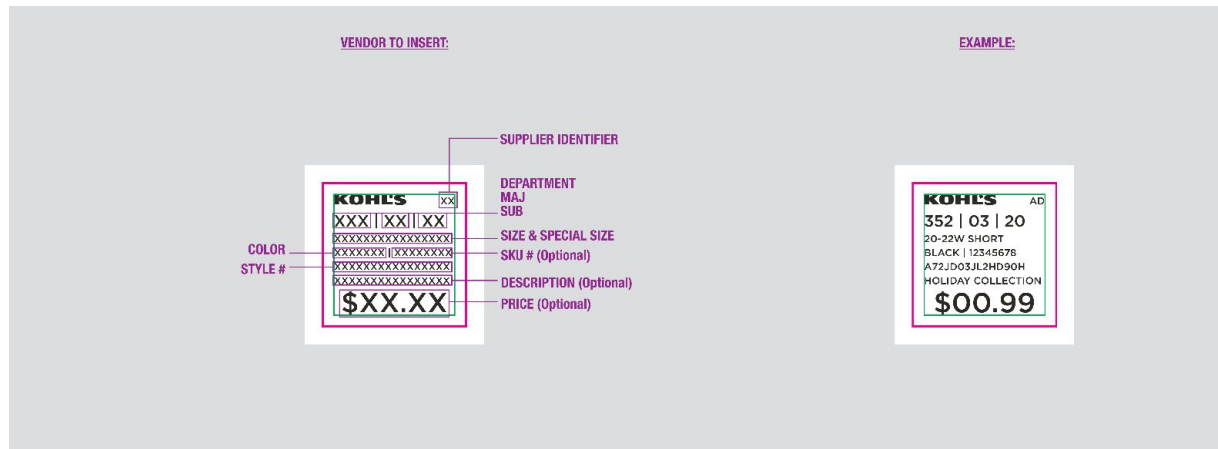 VENDOR TO INSERT:
SUPPLIER IDENTIFIER
DEPARTMENT
MAJ
SUB
SIZE & SPECIAL SIZE
COLOR
SKU # (Optional)
STYLE #
DESCRIPTION (Optional)
PRICE (Optional)
KOHL'S XX
XXX | XX | XX
XXXXXXXXXXXXXXXX
XXXXXXX | XXXXXXXX
XXXXXXXXXXXXXXXX
XXXXXXXXXXXXXXXX
$XX.XX
EXAMPLE:
KOHL'S AD
352 | 03 | 20
20-22W SHORT
BLACK | 12345678
A72JD03JL2HD90H
HOLIDAY COLLECTION
$00.99